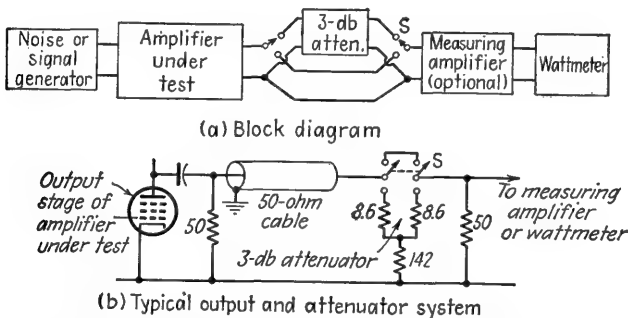 Noise or
signal
generator
Amplifier
under
test
3-db
atten.
S
Measuring
amplifier
(optional)
Wattmeter
(a) Block diagram
Output
stage of
amplifier
under test
50
50-ohm
cable
S
8.6
8.6
3-db attenuator
142
50
To measuring
amplifier
or wattmeter
(b) Typical output and attenuator system